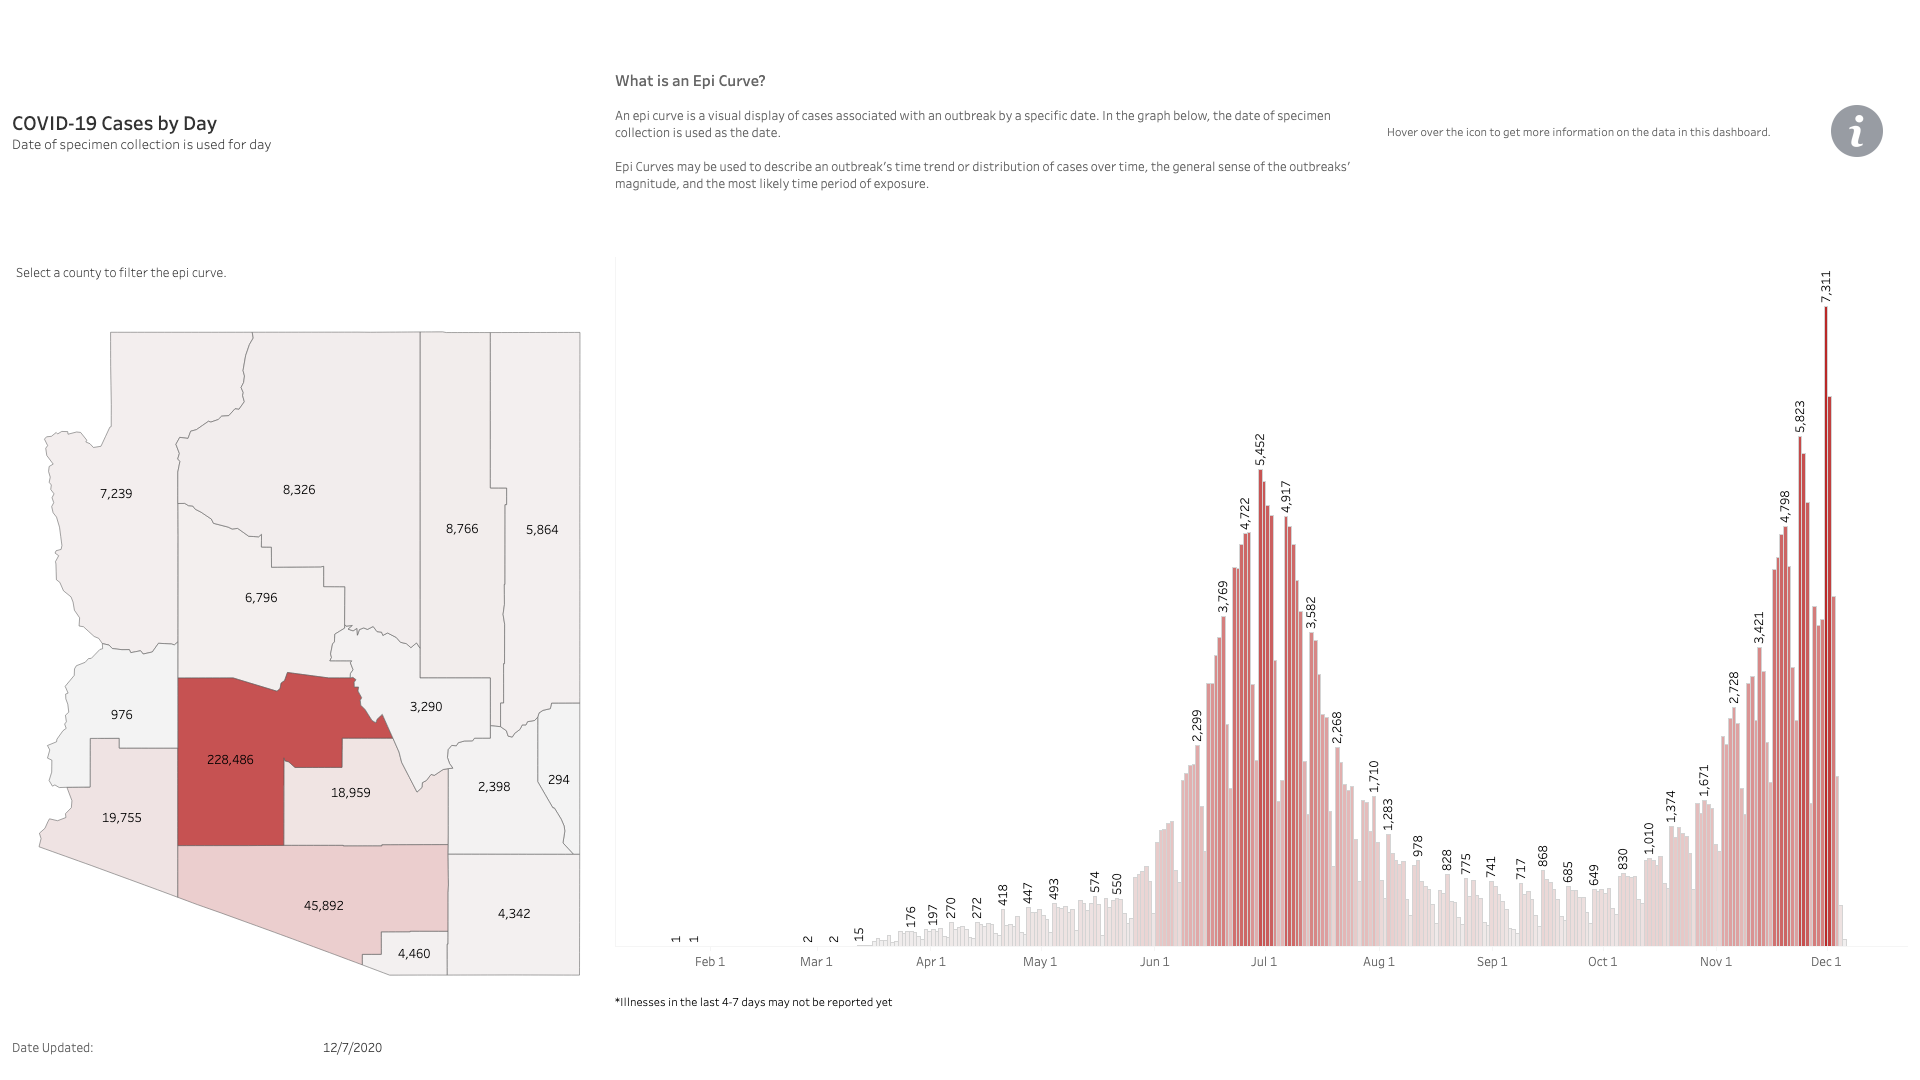 What is an Epi Curve?
COVID-19 Cases by Day
Date of specimen collection is used for day
An epi curve is a visual display of cases associated with an outbreak by a specific date. In the graph below, the date of specimen
collection is used as the date.
Epi Curves may be used to describe an outbreak's time trend or distribution of cases over time, the general sense of the outbreaks'
magnitude, and the most likely time period of exposure.
Hover over the icon to get more information on the data in this dashboard.
i
Select a county to filter the epi curve.
7,239
8,326
8,766
5,864
6,796
976
3,290
228,486
2,398
294
18,959
19,755
45,892
4,342
4,460
1
1
2
2
15
176
197
270
272
418
447
493
574
550
2,299
3,769
4,722
5,452
4,917
3,582
2,268
1,710
1,283
978
828
775
741
717
868
685
649
830
1,010
1,374
1,671
2,728
3,421
4,798
5,823
7,311
Feb 1
Mar 1
Apr 1
May 1
Jun 1
Jul 1
Aug 1
Sep 1
Oct 1
Nov 1
Dec 1
*Illnesses in the last 4-7 days may not be reported yet
Date Updated:
12/7/2020